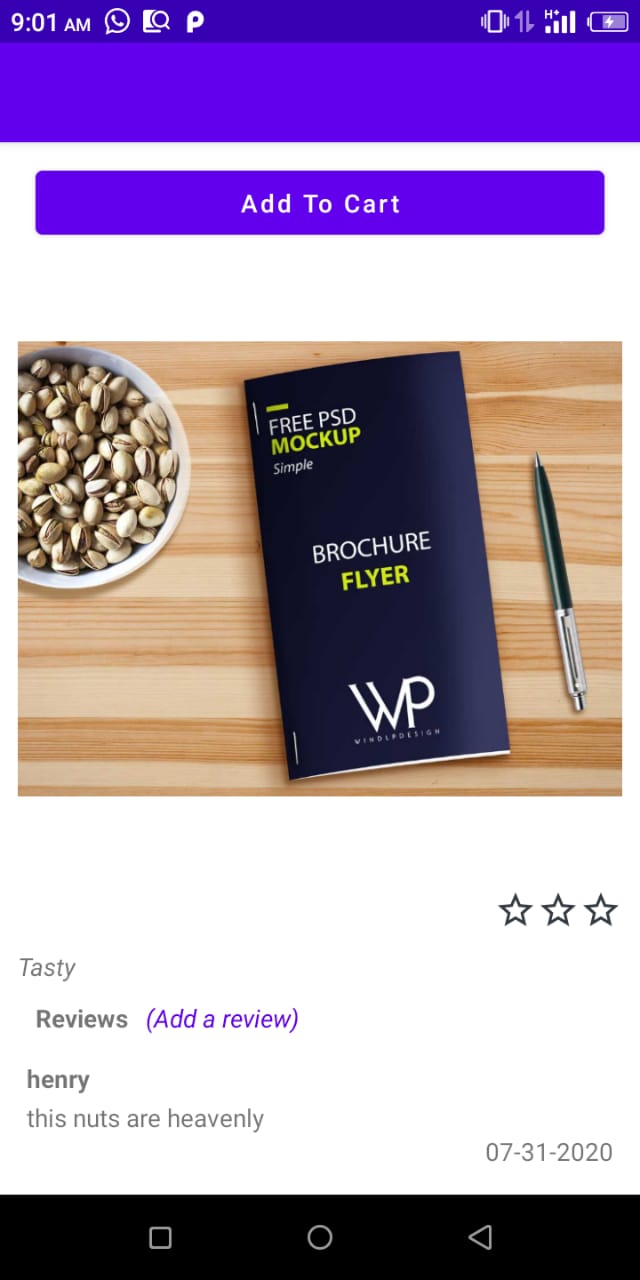 9:01 AM
H+
Add To Cart
FREE PSD
MOCKUP
Simple
BROCHURE
FLYER
WP
WINDLPDESIGN
Tasty
Reviews (Add a review)
henry
this nuts are heavenly
07-31-2020